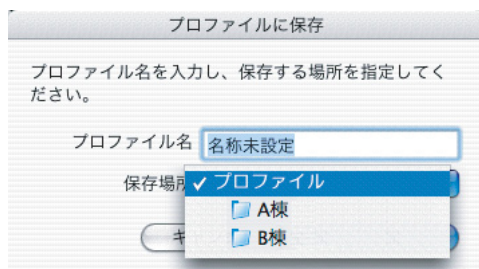 プロファイルに保存
プロファイル名を入力し、保存する場所を指定してく
ださい。
プロファイル名 名称未設定
保存場所 ✓ プロファイル
A棟
キ B棟